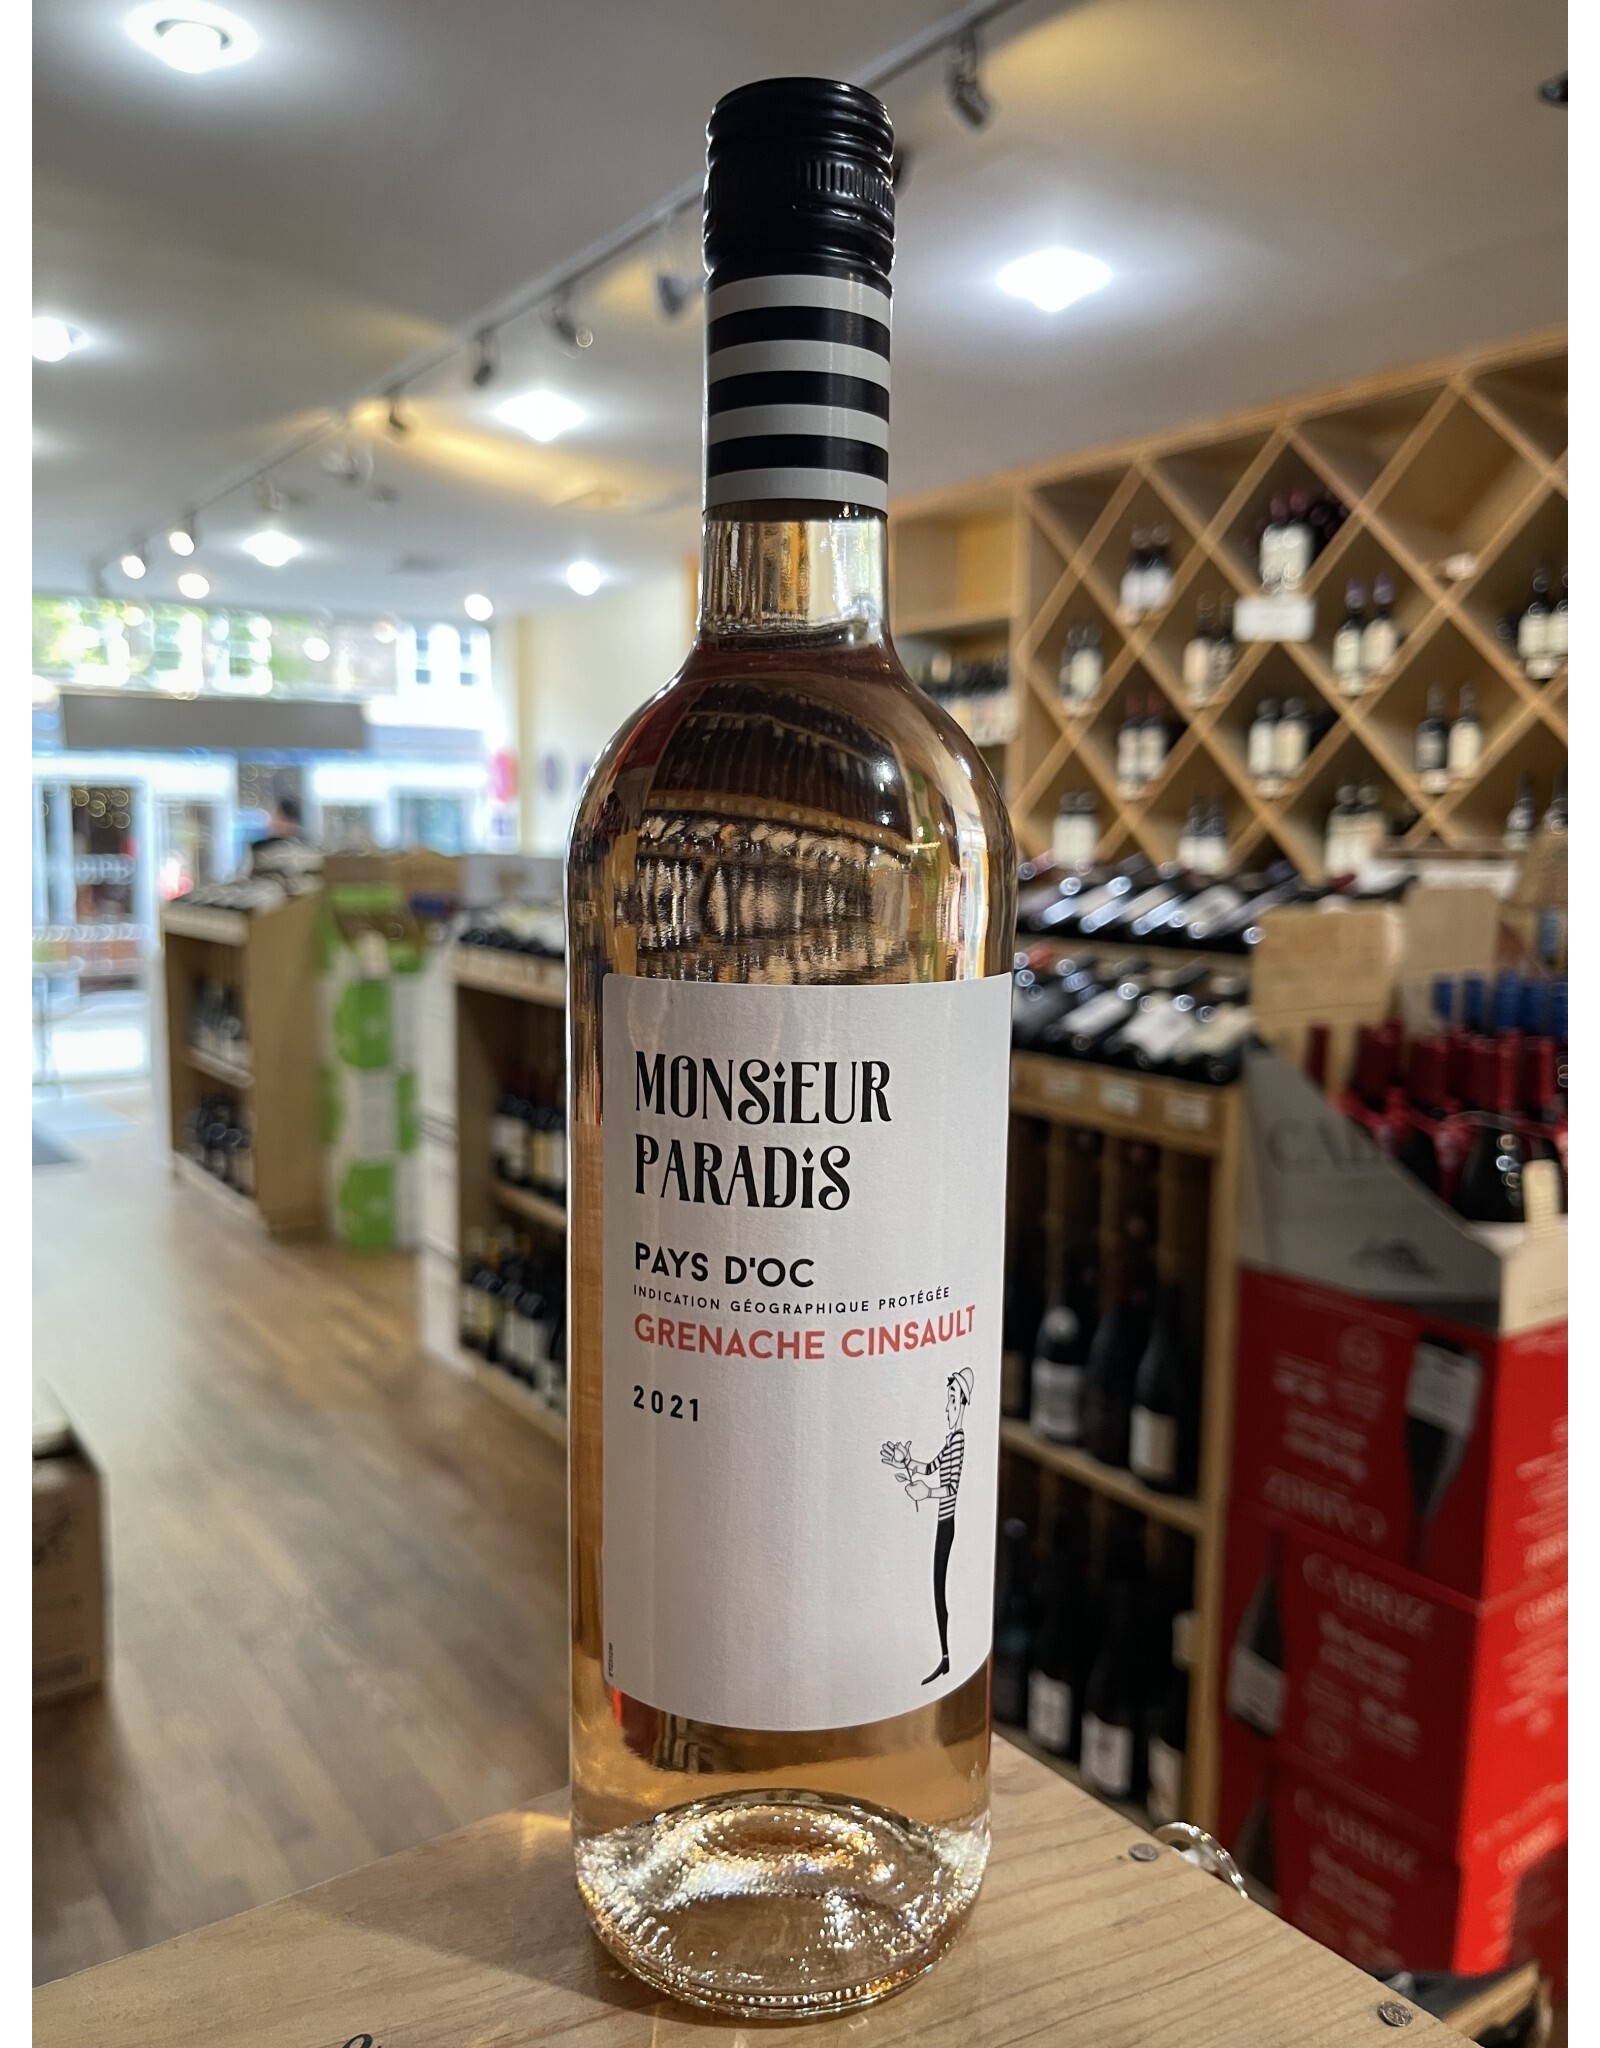 MONSiEUR
PARADiS
PAYS D'OC
INDICATION GÉOGRAPHIQUE PROTÉGÉE
GRENACHE CINSAULT
2021